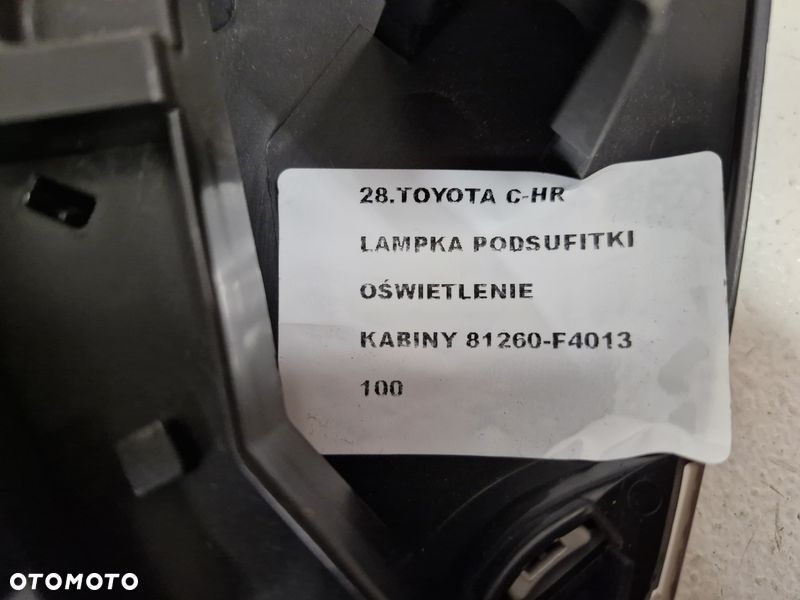 28.TOYOTA C-HR
LAMPKA PODSUFITKI
OŚWIETLENIE
KABINY 81260-F4013
100
OTOMOTO